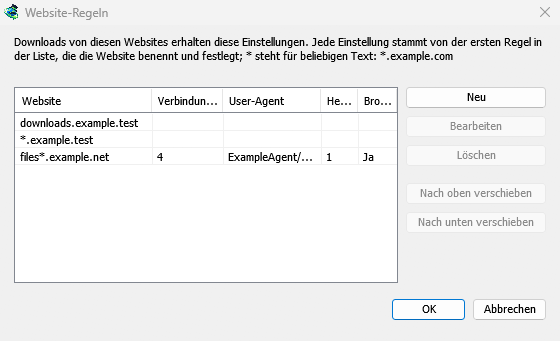 Website-Regeln
Downloads von diesen Websites erhalten diese Einstellungen. Jede Einstellung stammt von der ersten Regel in
der Liste, die die Website benennt und festlegt; * steht für beliebigen Text: *.example.com
Website Verbindun... User-Agent He... Bro...
downloads.example.test
*.example.test
files*.example.net 4 ExampleAgent/... 1 Ja
Neu
Bearbeiten
Löschen
Nach oben verschieben
Nach unten verschieben
OK Abbrechen